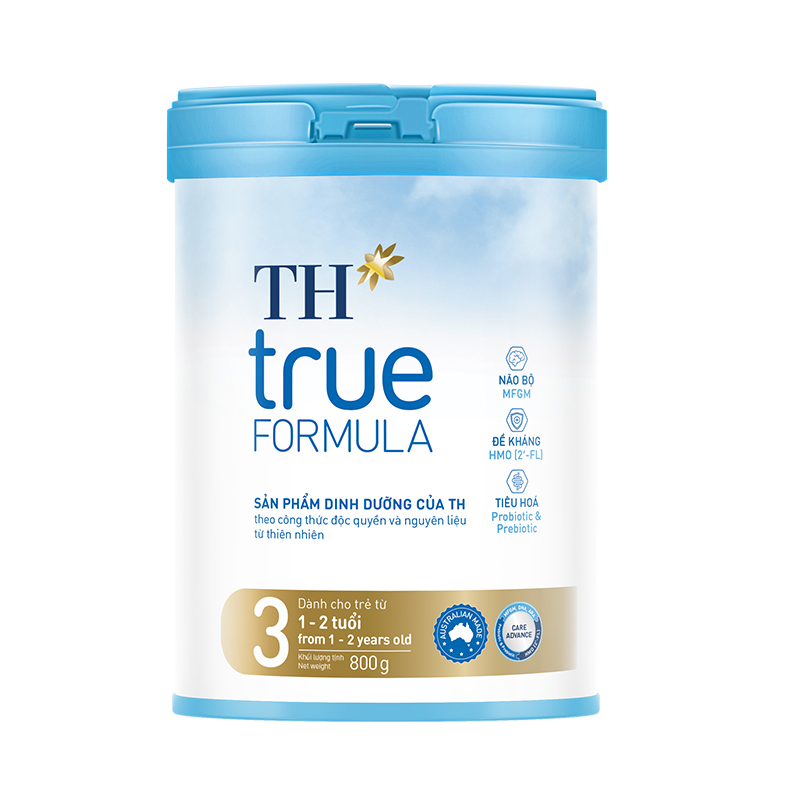 TH
true
FORMULA
NÃO BỘ
MFGM
ĐỀ KHÁNG
HMO (2'-FL)
TIÊU HOÁ
Probiotic &
Prebiotic
SẢN PHẨM DINH DƯỠNG CỦA TH
theo công thức độc quyền và nguyên liệu
từ thiên nhiên
3
Dành cho trẻ từ
1 - 2 tuổi
from 1 - 2 years old
Khối lượng tịnh
Net weight
800g
AUSTRALIAN MADE
CARE
ADVANCE